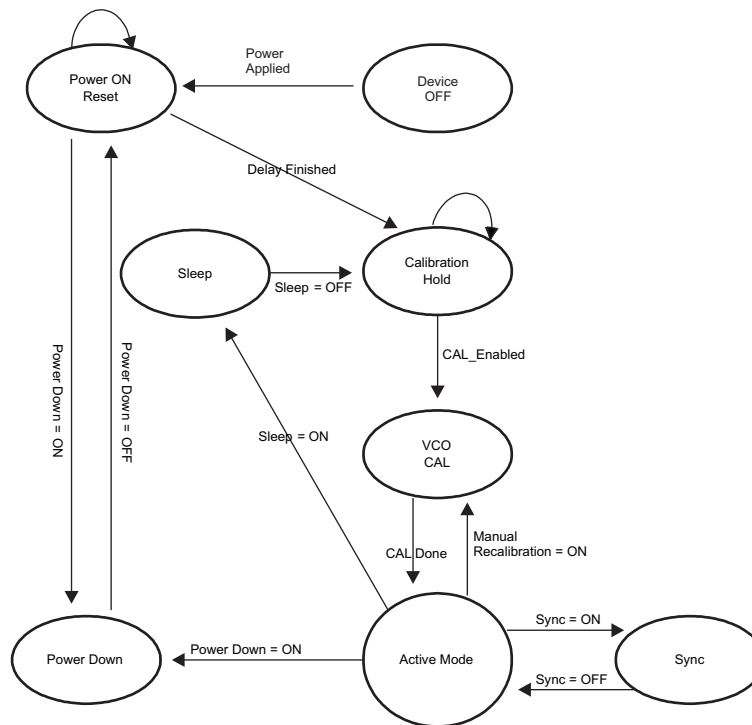 Power ON
Reset
Power
Applied
Device
OFF
Delay Finished
Sleep
Sleep = OFF
Calibration
Hold
CAL_Enabled
Power Down = ON
Power Down = OFF
Sleep = ON
VCO
CAL
CAL Done
Manual
Recalibration = ON
Power Down
Power Down = ON
Active Mode
Sync = ON
Sync = OFF
Sync